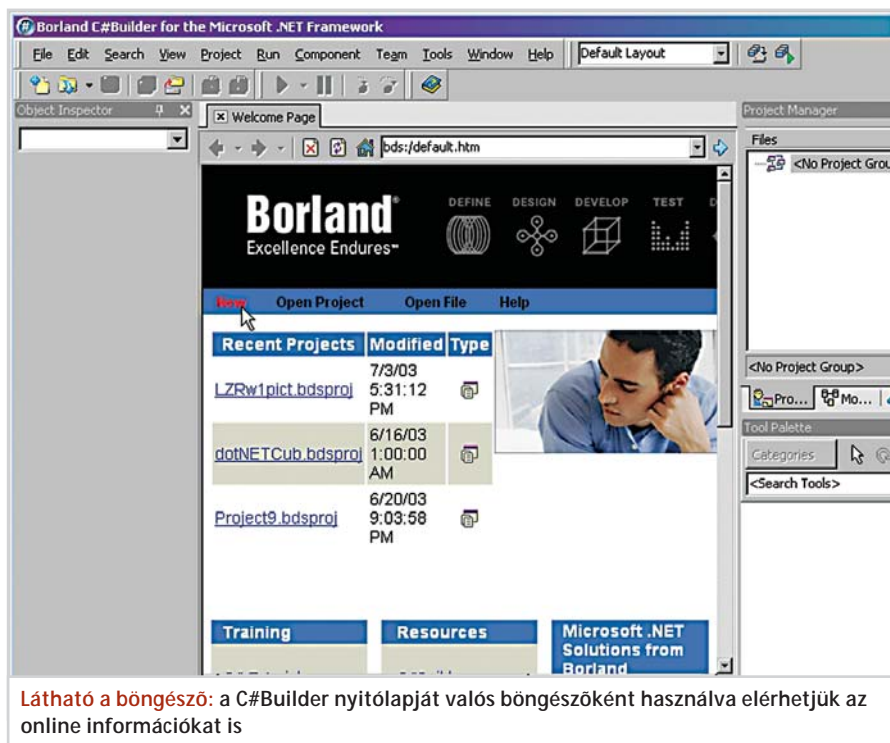 Borland C#Builder for the Microsoft .NET Framework
File Edit Search View Project Run Component Team Tools Window Help Default Layout
Object Inspector
Welcome Page
bds:/default.htm
Project Manager
Files
<No Project Grou
Borland®
Excellence Endures™
DEFINE DESIGN DEVELOP TEST D
New Open Project Open File Help
Recent Projects Modified Type
LZRw1pict.bdsproj 7/3/03 5:31:12 PM
dotNETCub.bdsproj 6/16/03 1:00:00 AM
Project9.bdsproj 6/20/03 9:03:58 PM
<No Project Group>
Pro... Mo...
Tool Palette
Categories
<Search Tools>
Training
Resources
Microsoft .NET
Solutions from
Borland
Látható a böngésző: a C#Builder nyitólapját valós böngészőként használva elérhetjük az
online információkat is